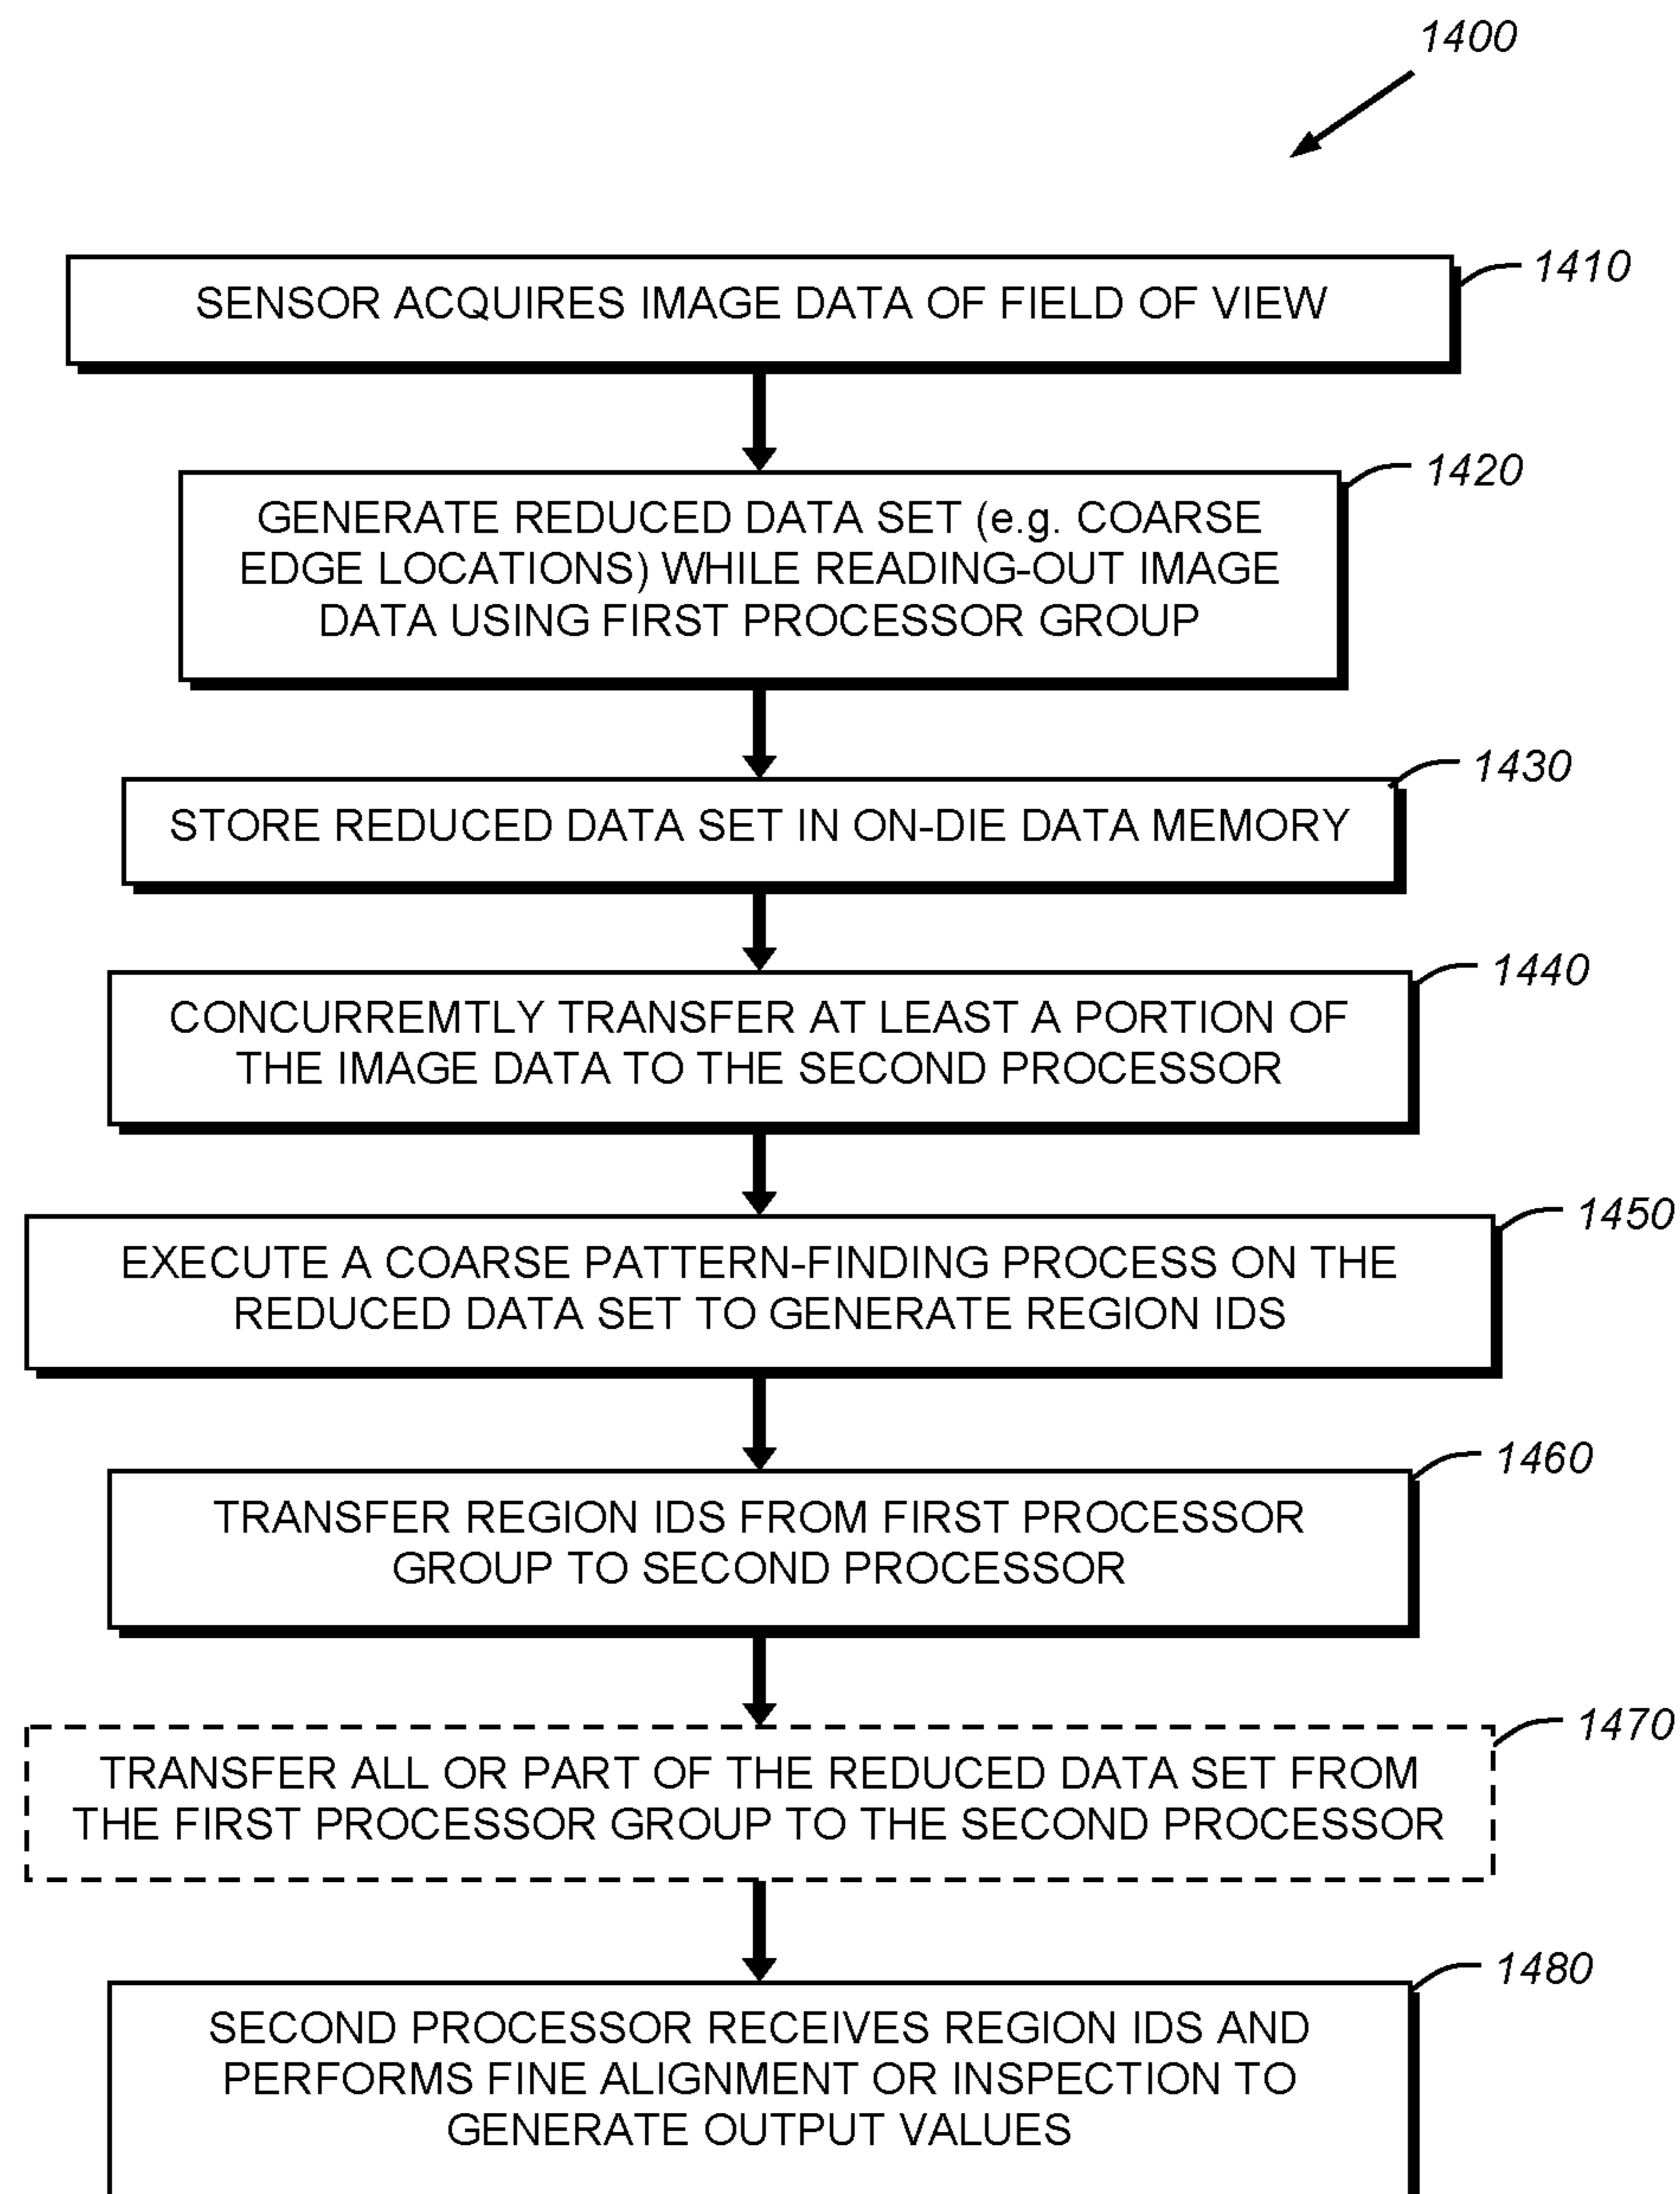 1400
SENSOR ACQUIRES IMAGE DATA OF FIELD OF VIEW
1410
GENERATE REDUCED DATA SET (e.g. COARSE
EDGE LOCATIONS) WHILE READING-OUT IMAGE
DATA USING FIRST PROCESSOR GROUP
1420
STORE REDUCED DATA SET IN ON-DIE DATA MEMORY
1430
CONCURREMTLY TRANSFER AT LEAST A PORTION OF
THE IMAGE DATA TO THE SECOND PROCESSOR
1440
EXECUTE A COARSE PATTERN-FINDING PROCESS ON THE
REDUCED DATA SET TO GENERATE REGION IDS
1450
TRANSFER REGION IDS FROM FIRST PROCESSOR
GROUP TO SECOND PROCESSOR
1460
TRANSFER ALL OR PART OF THE REDUCED DATA SET FROM
THE FIRST PROCESSOR GROUP TO THE SECOND PROCESSOR
1470
SECOND PROCESSOR RECEIVES REGION IDS AND
PERFORMS FINE ALIGNMENT OR INSPECTION TO
GENERATE OUTPUT VALUES
1480